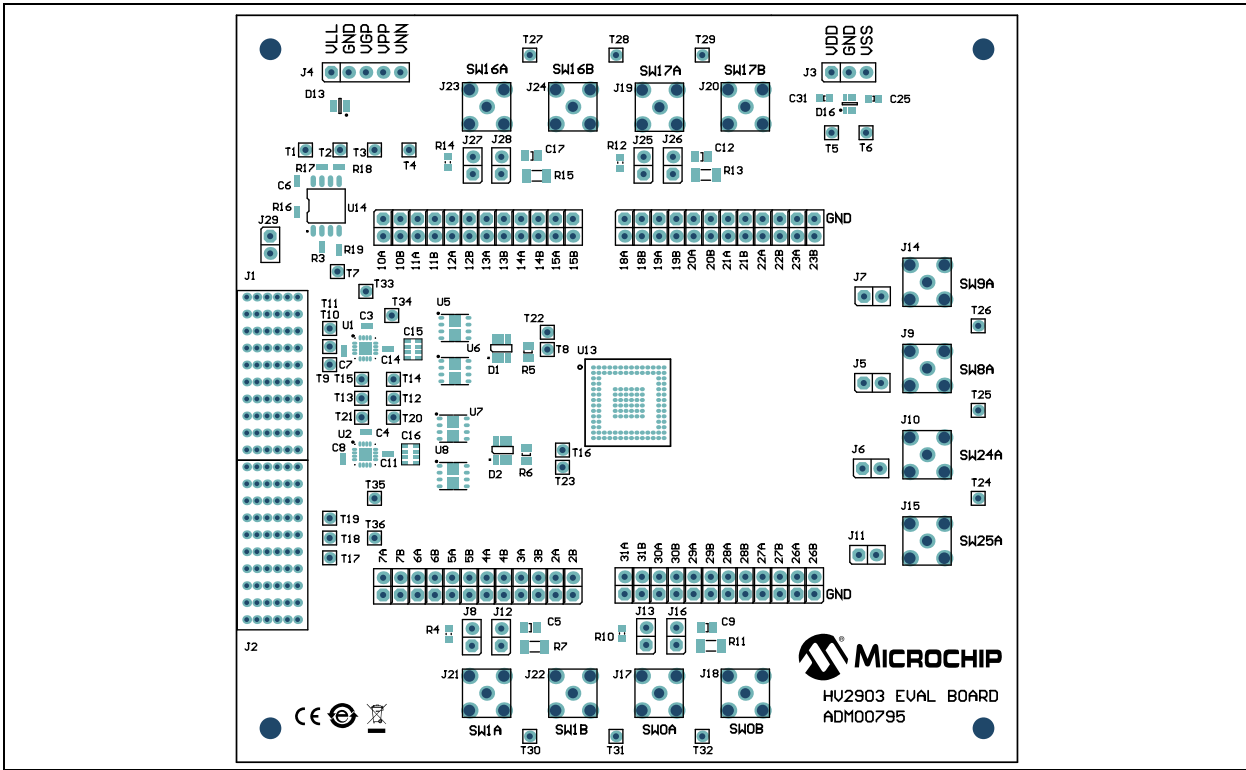 VLL
GND
VGP
VPP
VNN
J4
D13
T27
T28
T29
SW16A
SW16B
SW17A
SW17B
J23
J24
J19
J20
VDD
GND
VSS
J3
C31
C25
D16
T5
T6
T1
T2
T3
T4
R17
R18
C6
R16
U14
J29
R3
R19
T7
R14
J27
J28
C17
R15
R12
J25
J26
C12
R13
GND
10A
10B
11A
11B
12A
12B
13A
13B
14A
14B
15A
15B
18A
18B
19A
19B
20A
20B
21A
21B
22A
22B
23A
23B
J14
J7
SW9A
T26
J9
J5
SW8A
T25
J10
J6
SW24A
T24
J15
J11
SW25A
J1
T33
T34
T11
T10
U1
C3
C15
C14
C7
T9
T15
T14
T13
T12
T21
T20
U2
C4
C16
C8
C11
U5
U6
D1
R5
T22
T8
U13
U7
U8
D2
R6
T16
T23
T35
T36
T19
T18
T17
7A
7B
6A
6B
5A
5B
4A
4B
3A
3B
2A
2B
31A
31B
30A
30B
29A
29B
28A
28B
27A
27B
26A
26B
GND
J2
R4
J8
J12
C5
R7
R10
J13
J16
C9
R11
J21
J22
J17
J18
SW1A
SW1B
SW0A
SW0B
T30
T31
T32
CE e
MICROCHIP®
HV2903 EVAL BOARD
ADM00795